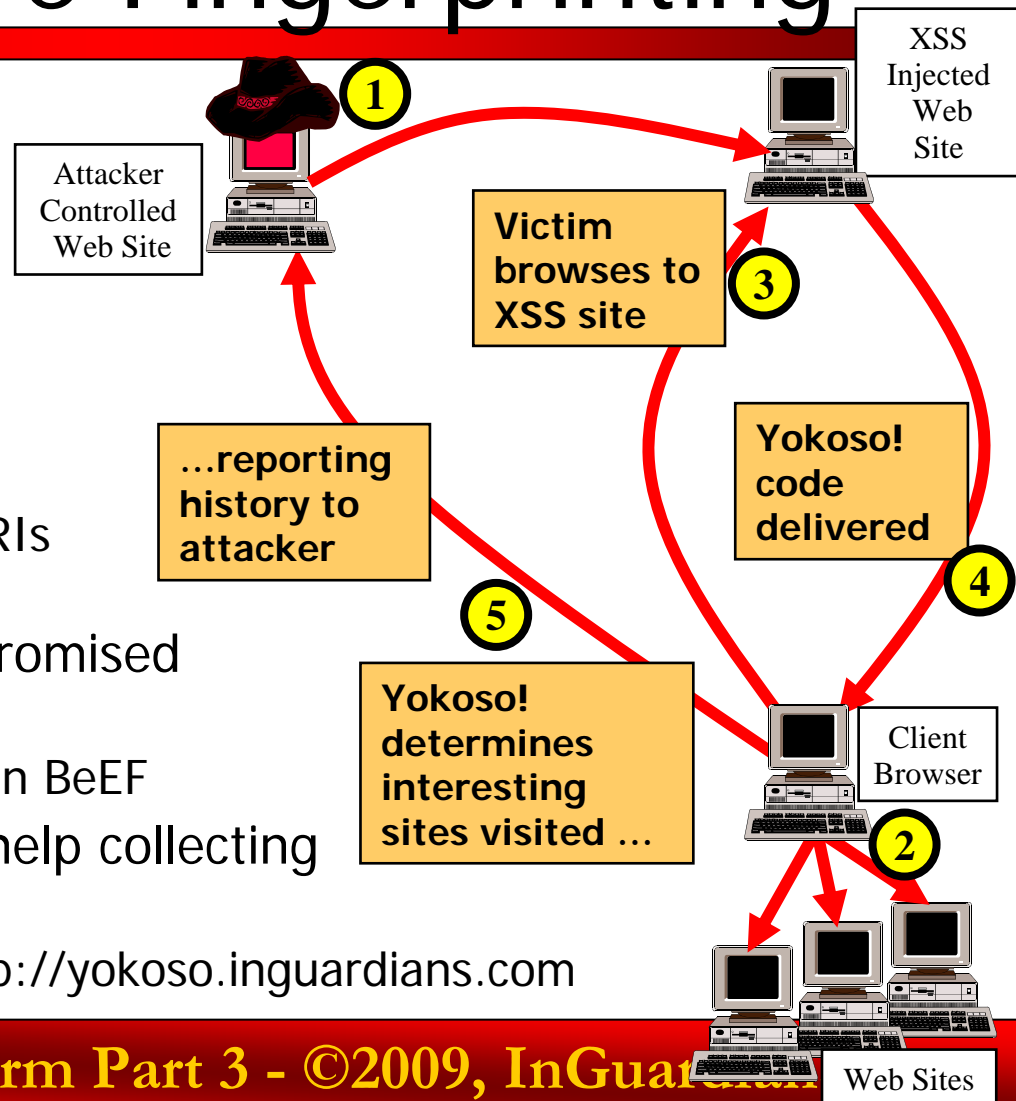 Fingerprinting
XSS
Injected
Web
Site
1
Attacker
Controlled
Web Site
Victim
browses to
XSS site
3
Yokoso!
code
delivered
4
...reporting
history to
attacker
RIs
5
romised
Yokoso!
determines
interesting
sites visited ...
Client
Browser
n BeEF
help collecting
2
p://yokoso.inguardians.com
rm Part 3 - ©2009, InGuardian
Web Sites